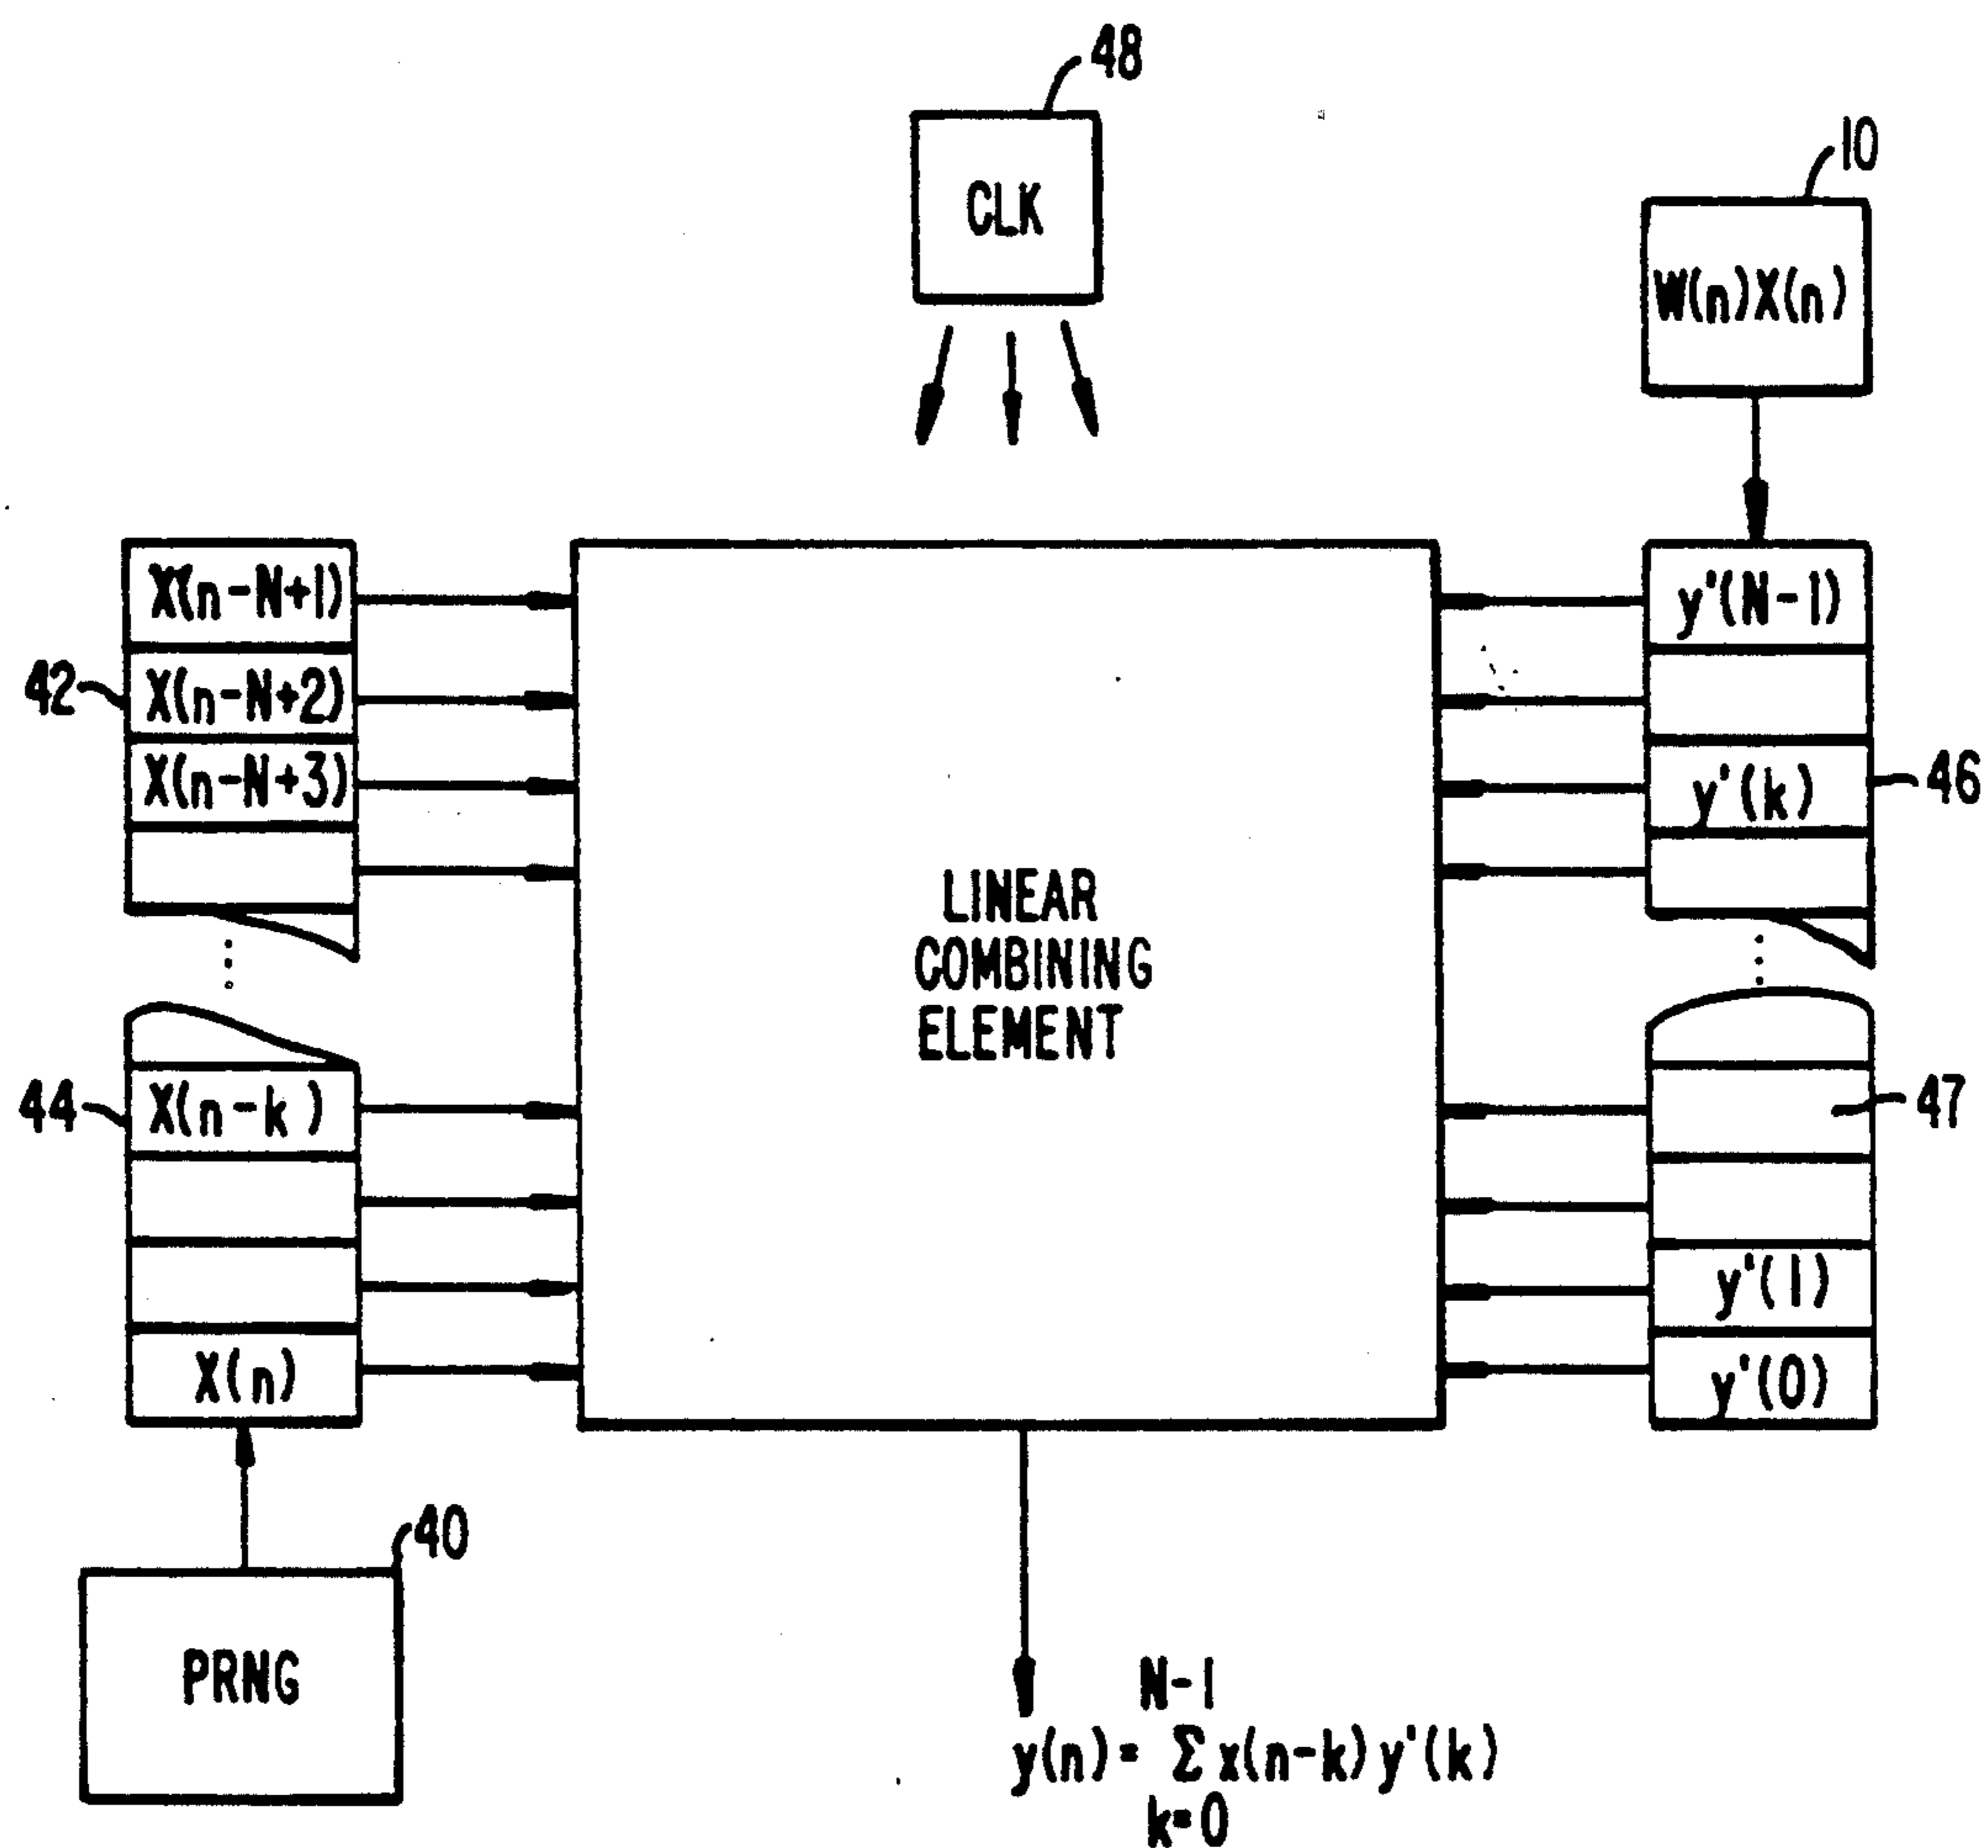 48
CLK
10
W(n)X(n)
X(n-N+1)
y'(N-1)
42
X(n-N+2)
X(n-N+3)
y'(k)
46
LINEAR
COMBINING
ELEMENT
44
X(n-k)
47
y'(1)
X(n)
y'(0)
40
PRNG
N-1
y(n)= Σ x(n-k) y'(k)
k=0